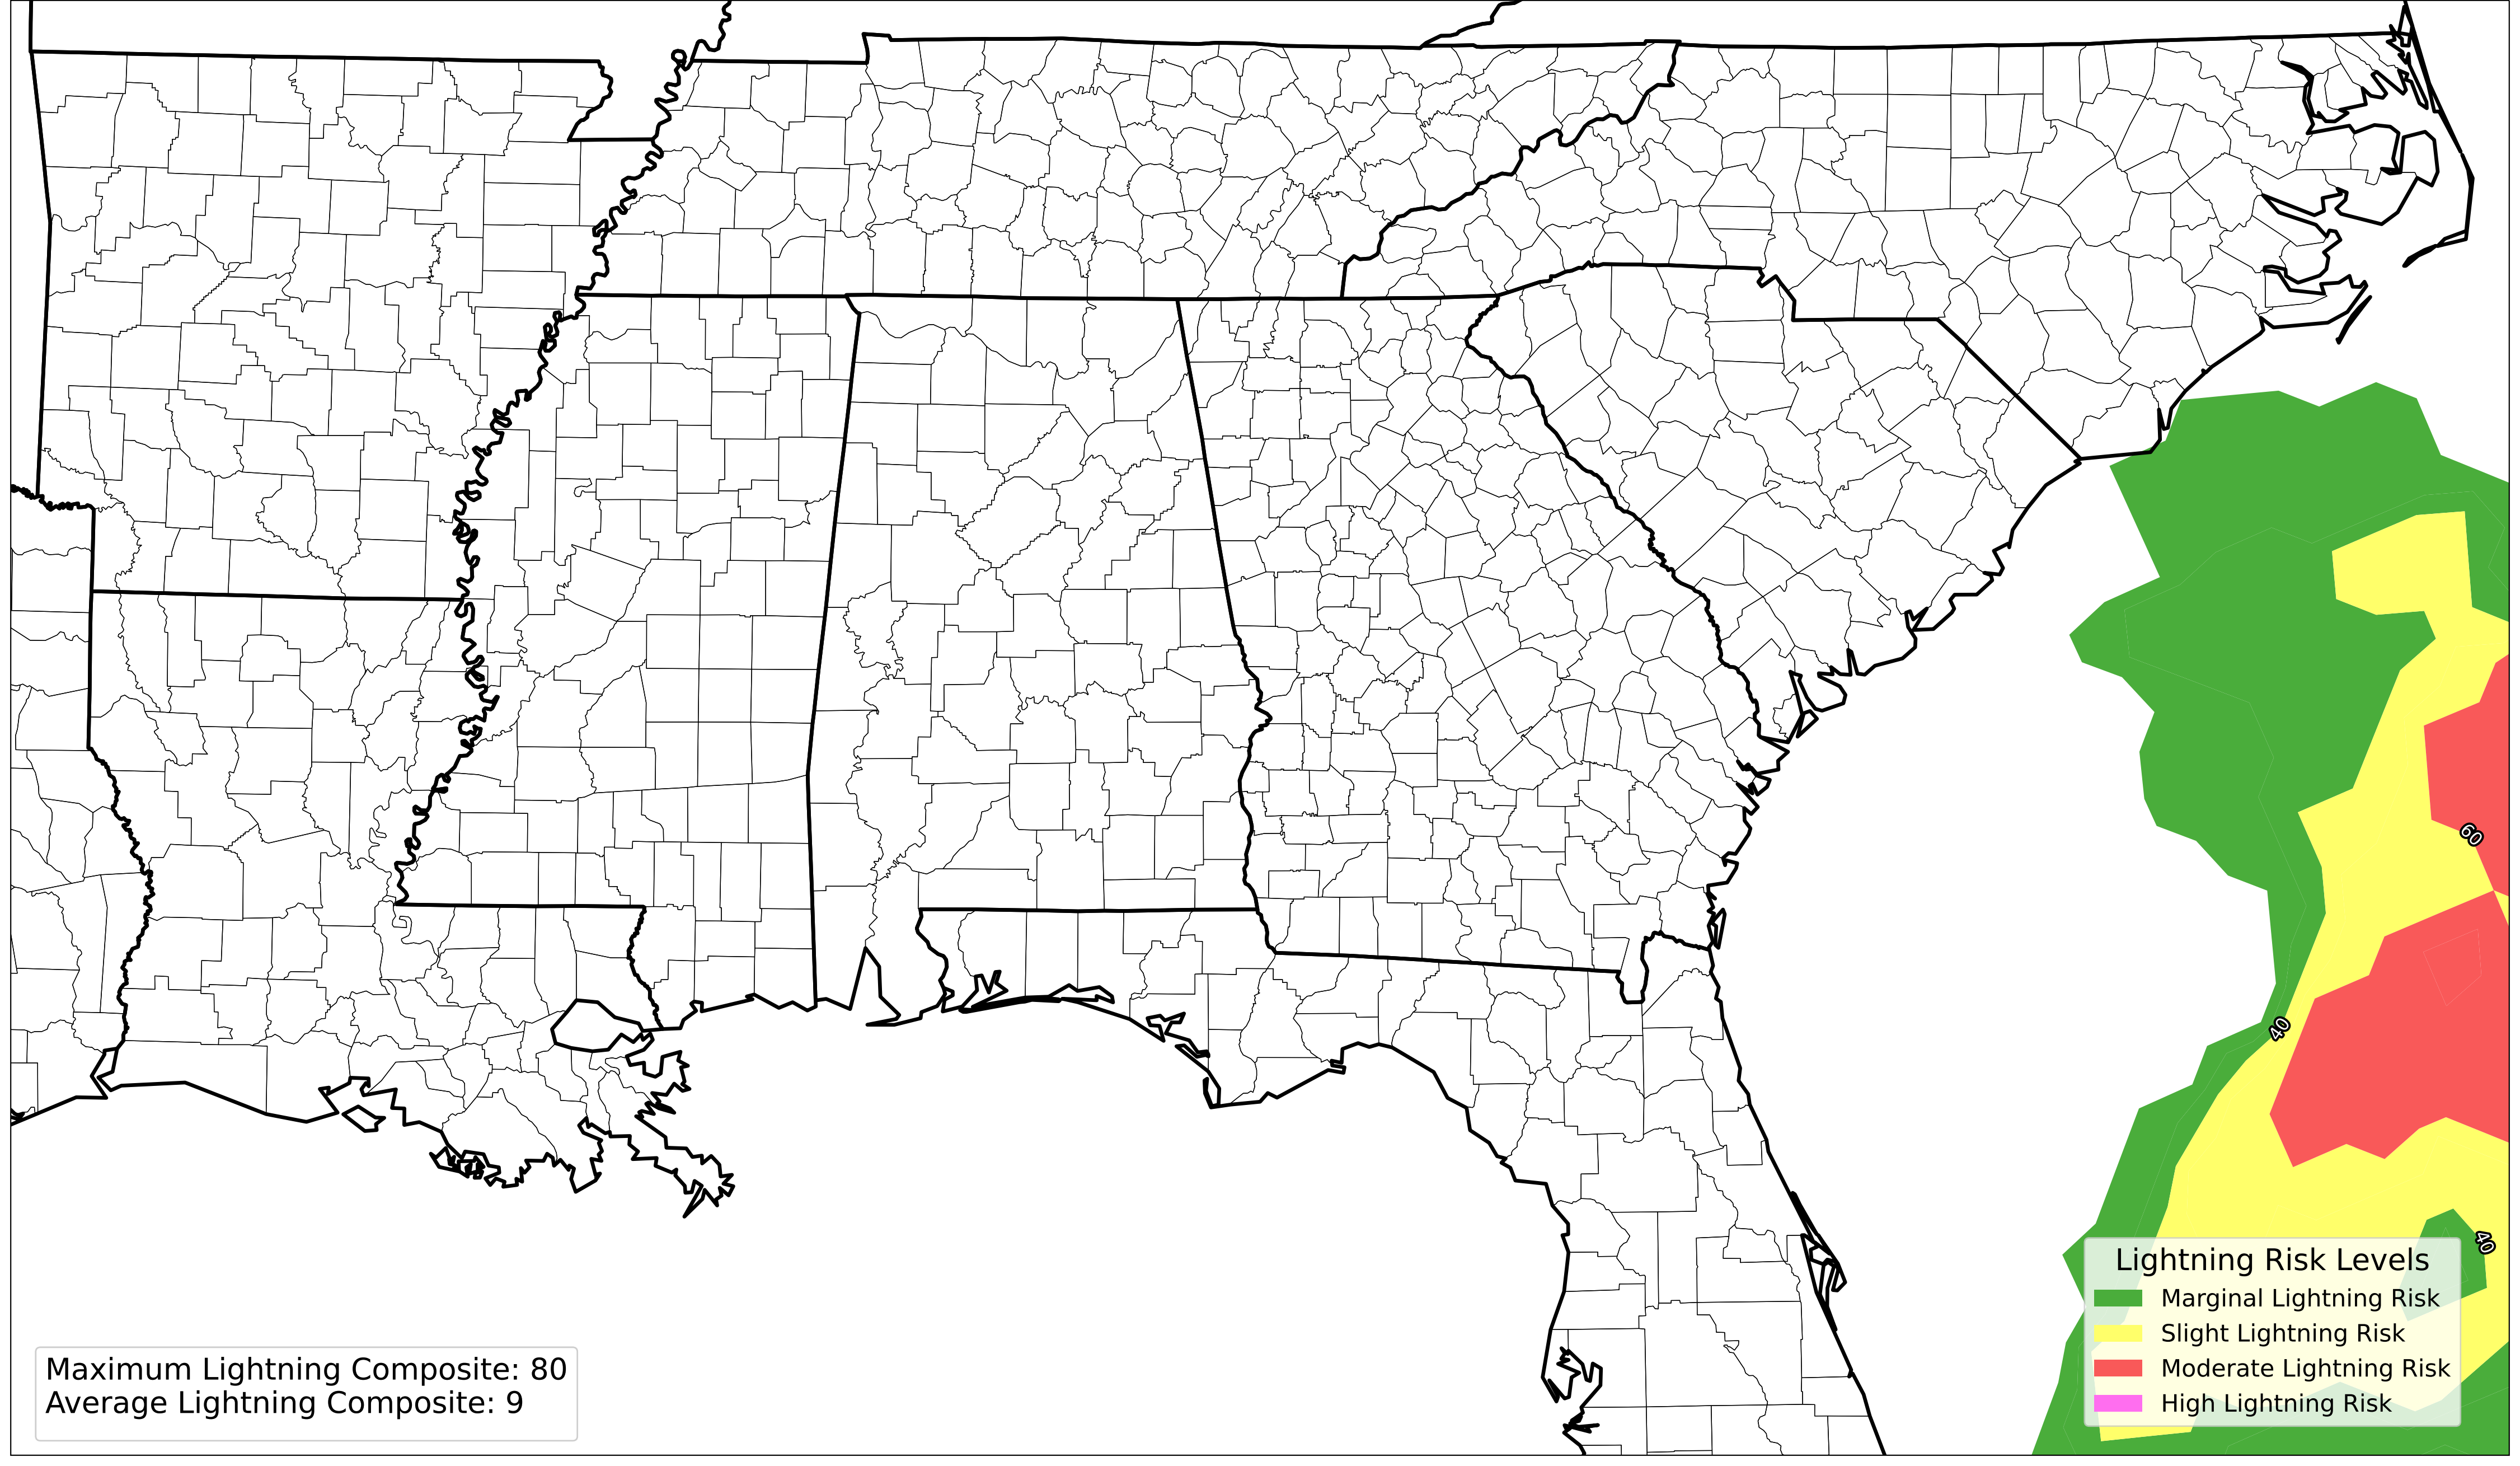 60
40
40
Lightning Risk Levels
Marginal Lightning Risk
Slight Lightning Risk
Moderate Lightning Risk
High Lightning Risk
Maximum Lightning Composite: 80
Average Lightning Composite: 9